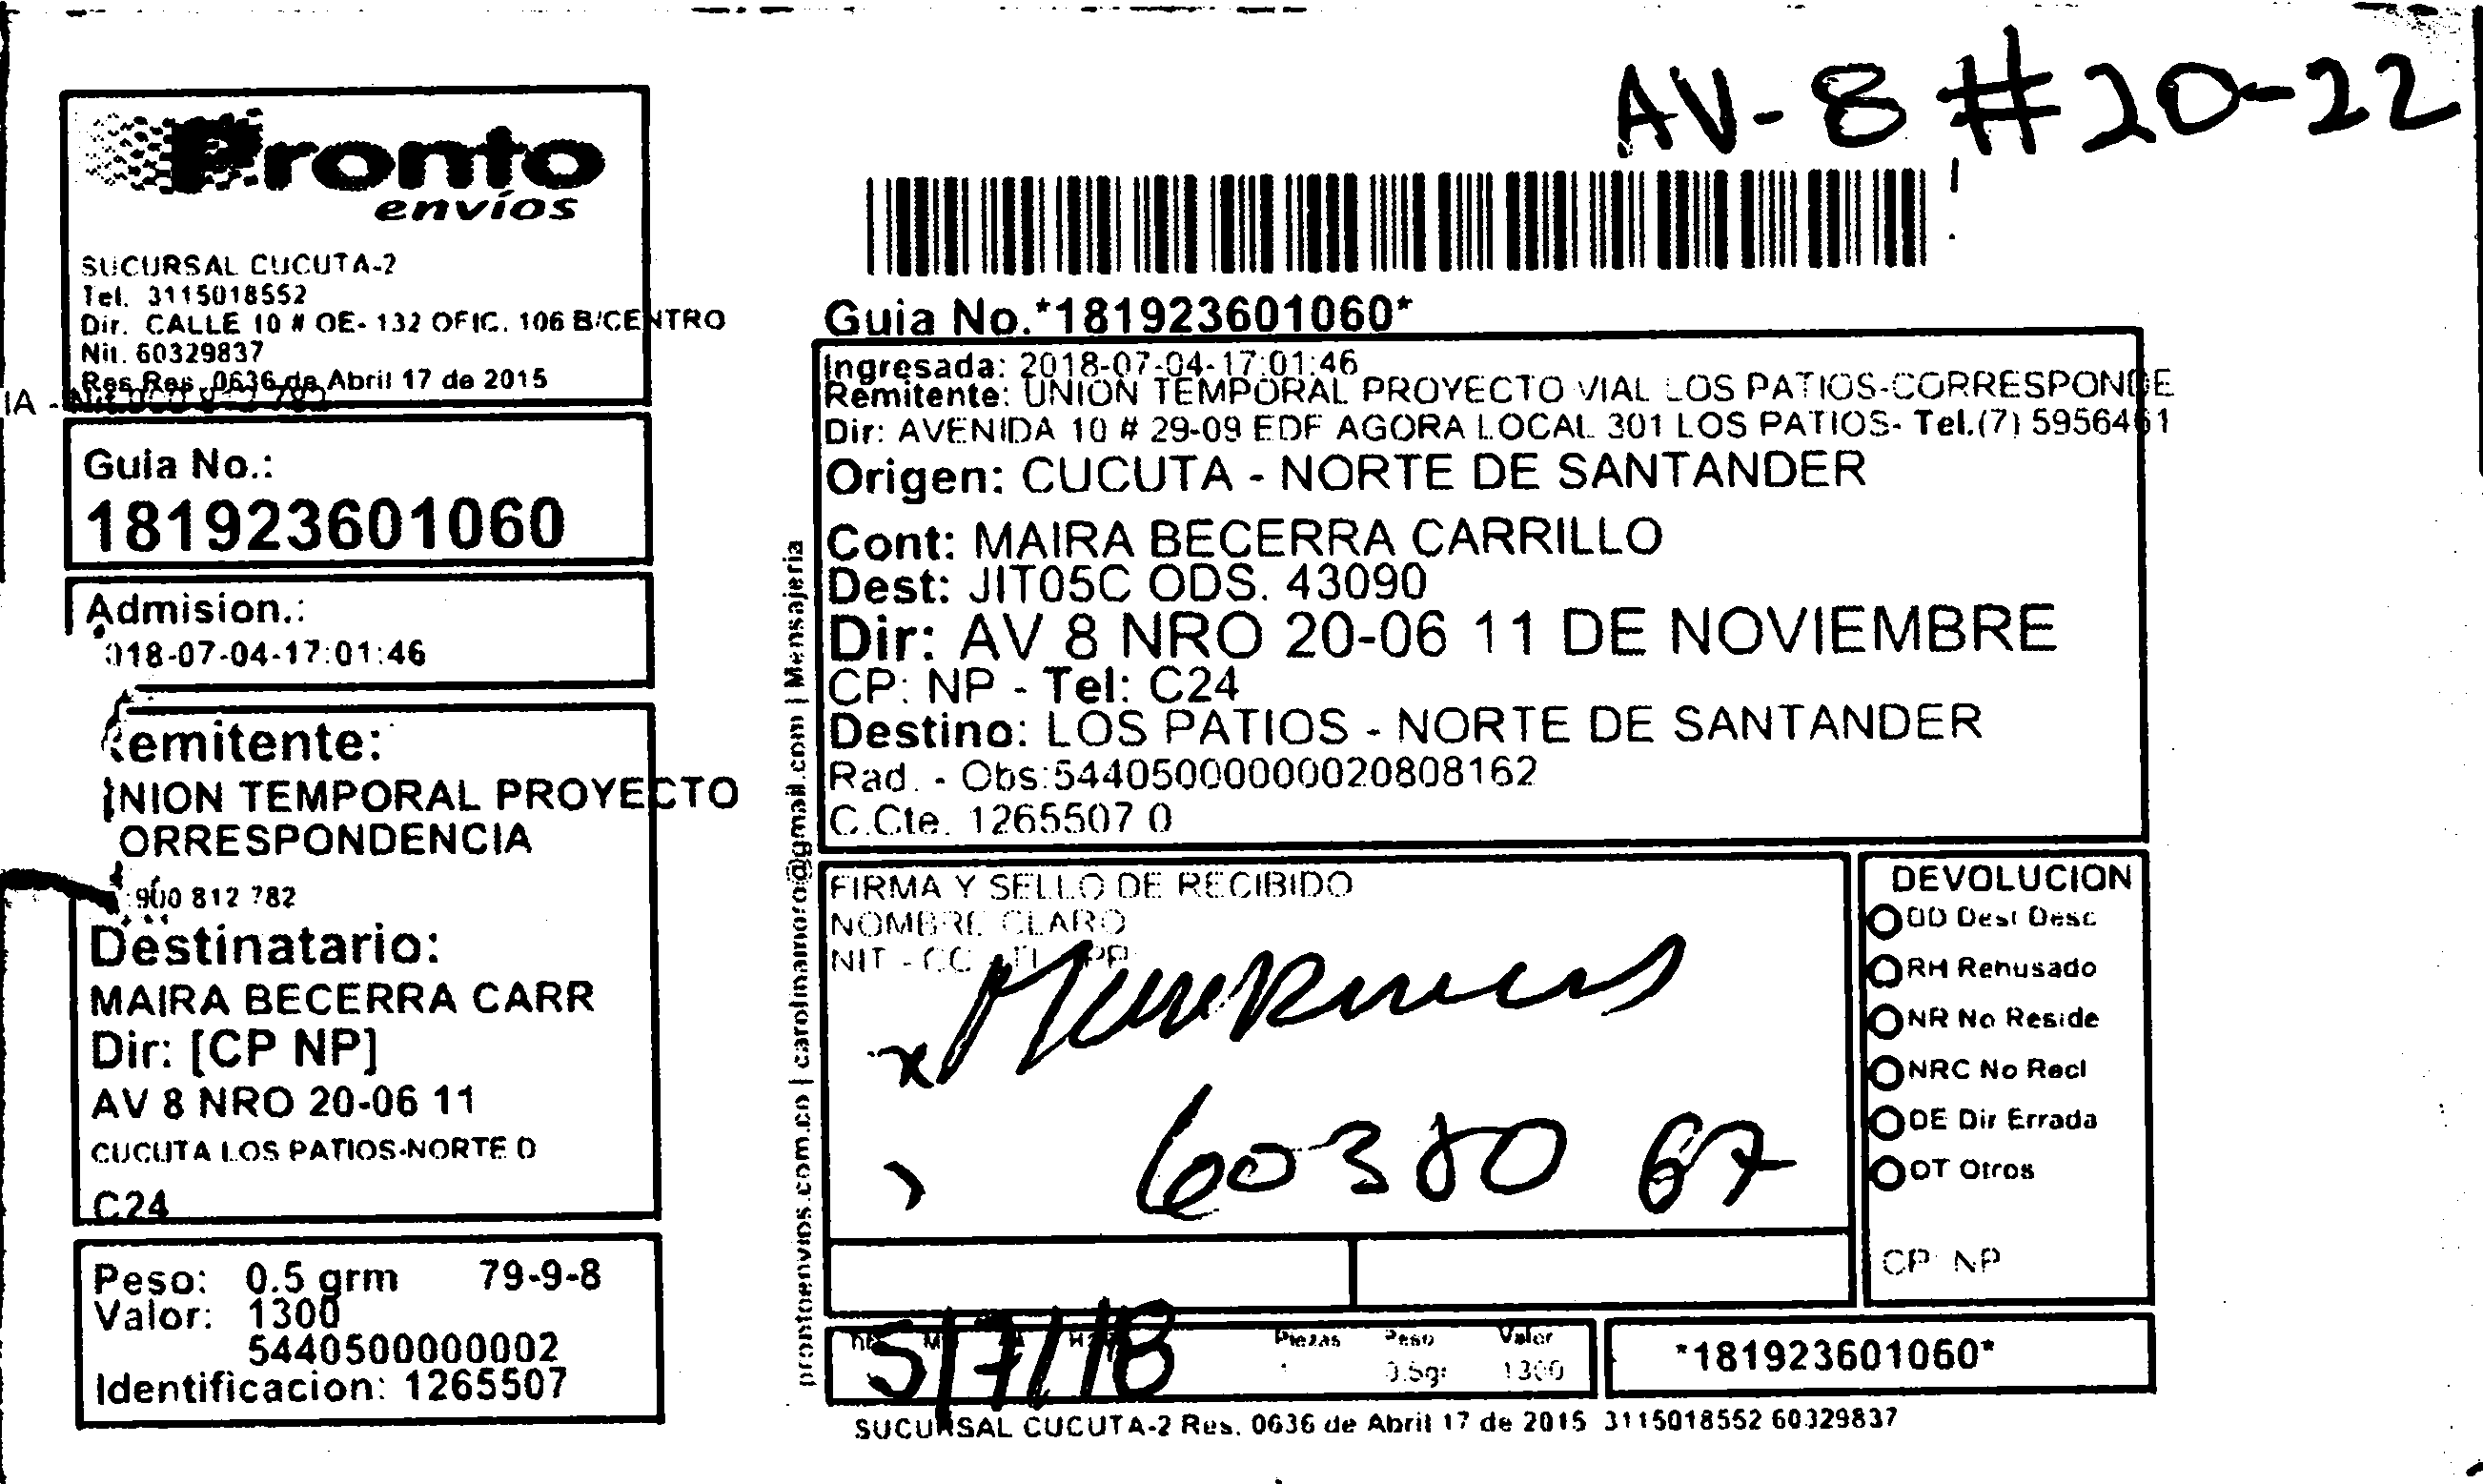 AV-8 #20-22
Pronto
envíos
SUCURSAL CUCUTA-2
Tel. 3115018552
Dir. CALLE 10 # OE- 132 OFIC. 106 B/CENTRO
Nit. 60329837
Res Res. 0636 de Abril 17 de 2015
IA -
Guia No.:
181923601060
Admision.:
018-07-04-17:01:46
emitente:
NION TEMPORAL PROYECTO
ORRESPONDENCIA
900 812 782
Destinatario:
MAIRA BECERRA CARR
Dir: [CP NP]
AV 8 NRO 20-06 11
CUCUTA LOS PATIOS-NORTE D
C24
Peso: 0.5 grm 79-9-8
Valor: 1300
5440500000002
Identificacion: 1265507
prontoenvios.com.co | carolinamoro@gmail.com | Mensajeria
Guia No.*181923601060*
Ingresada: 2018-07-04-17:01:46
Remitente: UNION TEMPORAL PROYECTO VIAL LOS PATIOS-CORRESPONDE
Dir: AVENIDA 10 # 29-09 EDF AGORA LOCAL 301 LOS PATIOS- Tel.(7) 5956461
Origen: CUCUTA - NORTE DE SANTANDER
Cont: MAIRA BECERRA CARRILLO
Dest: JIT05C ODS. 43090
Dir: AV 8 NRO 20-06 11 DE NOVIEMBRE
CP: NP - Tel: C24
Destino: LOS PATIOS - NORTE DE SANTANDER
Rad. - Obs:544050000000020808162
C.Cte. 1265507 0
FIRMA Y SELLO DE RECIBIDO
NOMBRE CLARO
NIT - CC - TI - PP
x
60380 67
DEVOLUCION
DD Dest Desc
RH Rehusado
NR No Reside
NRC No Recl
DE Dir Errada
OT Otros
CP: NP
5/7/18
Piezas Peso Valor
0.5gr 1300
*181923601060*
SUCURSAL CUCUTA-2 Res. 0636 de Abril 17 de 2015 3115018552 60329837